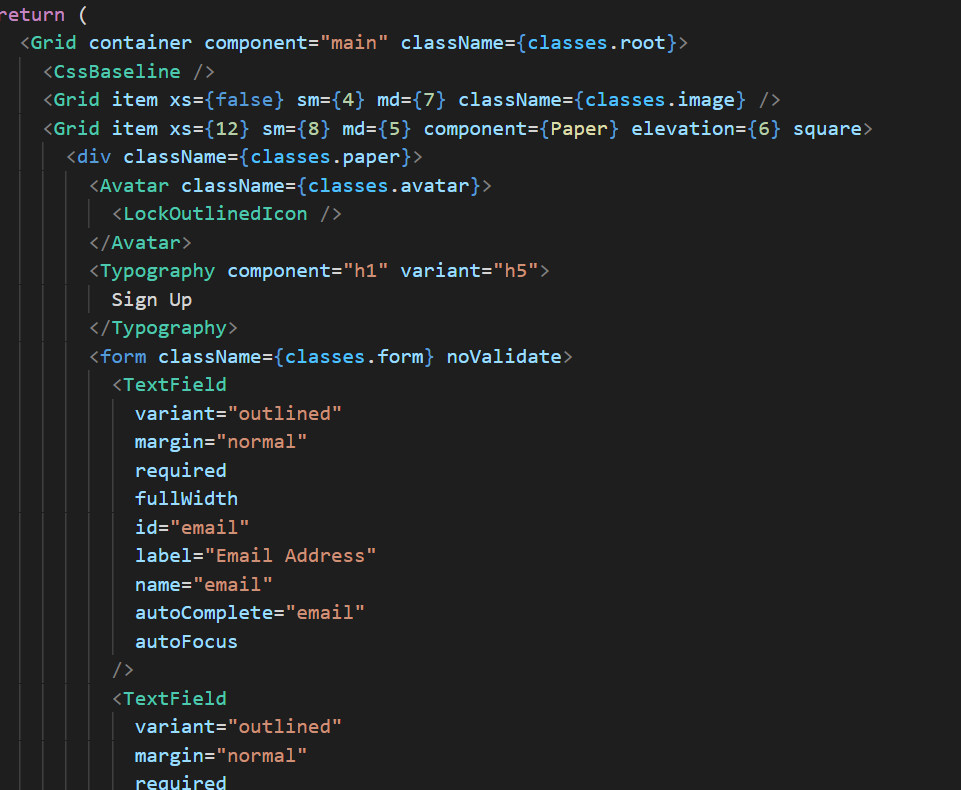 return (
<Grid container component="main" className={classes.root}>
<CssBaseline />
<Grid item xs={false} sm={4} md={7} className={classes.image} />
<Grid item xs={12} sm={8} md={5} component={Paper} elevation={6} square>
<div className={classes.paper}>
<Avatar className={classes.avatar}>
<LockOutlinedIcon />
</Avatar>
<Typography component="h1" variant="h5">
Sign Up
</Typography>
<form className={classes.form} noValidate>
<TextField
variant="outlined"
margin="normal"
required
fullWidth
id="email"
label="Email Address"
name="email"
autoComplete="email"
autoFocus
/>
<TextField
variant="outlined"
margin="normal"
required